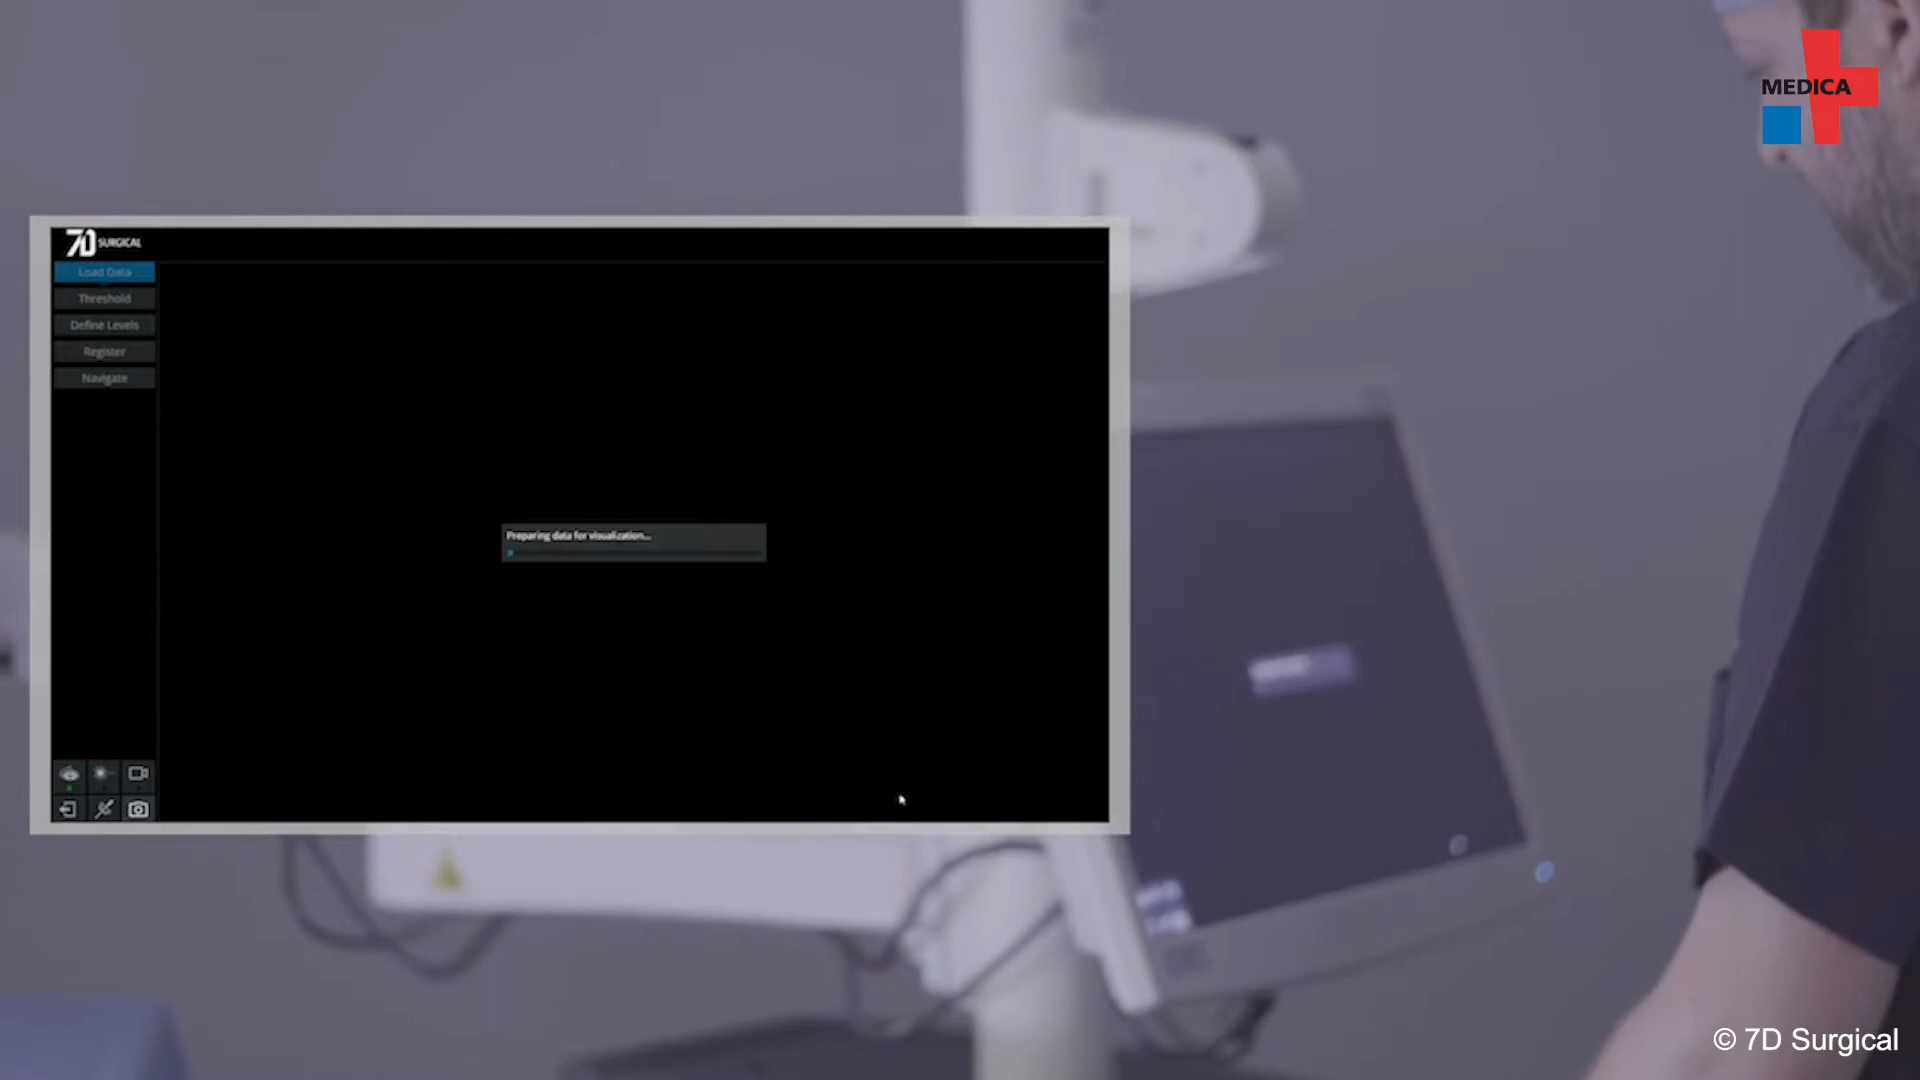 MEDICA
7D SURGICAL
Load Data
Threshold
Define Levels
Register
Navigate
Preparing data for visualization...
© 7D Surgical